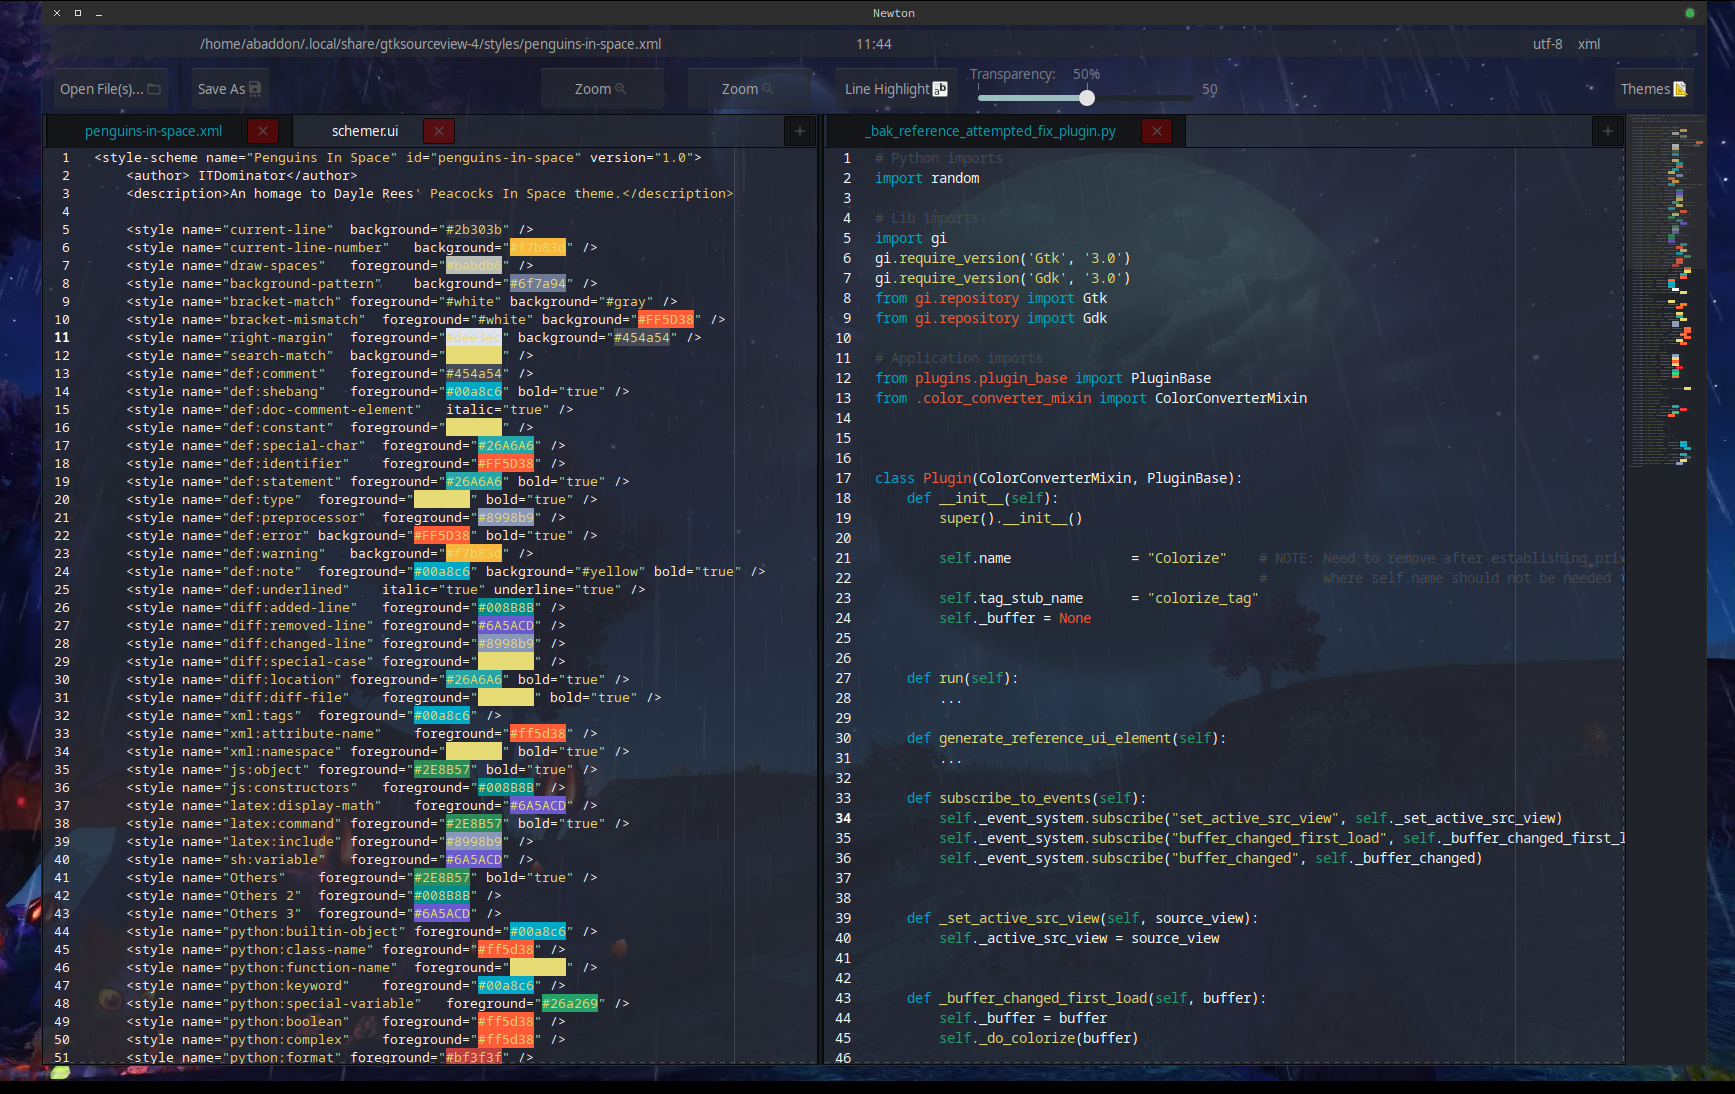 Newton
/home/abaddon/.local/share/gtksourceview-4/styles/penguins-in-space.xml 11:44 utf-8 xml
Open File(s)... Save As Zoom Zoom Line Highlight Transparency: 50% 50 Themes
penguins-in-space.xml schemer.ui
1 <style-scheme name="Penguins In Space" id="penguins-in-space" version="1.0">
2 <author> ITDominator</author>
3 <description>An homage to Dayle Rees' Peacocks In Space theme.</description>
4
5 <style name="current-line" background="#2b303b" />
6 <style name="current-line-number" background="#f7b83d" />
7 <style name="draw-spaces" foreground="#babdb6" />
8 <style name="background-pattern" background="#6f7a94" />
9 <style name="bracket-match" foreground="#white" background="#gray" />
10 <style name="bracket-mismatch" foreground="#white" background="#FF5D38" />
11 <style name="right-margin" foreground="#dee3ec" background="#454a54" />
12 <style name="search-match" background=" " />
13 <style name="def:comment" foreground="#454a54" />
14 <style name="def:shebang" foreground="#00a8c6" bold="true" />
15 <style name="def:doc-comment-element" italic="true" />
16 <style name="def:constant" foreground=" " />
17 <style name="def:special-char" foreground="#26A6A6" />
18 <style name="def:identifier" foreground="#FF5D38" />
19 <style name="def:statement" foreground="#26A6A6" bold="true" />
20 <style name="def:type" foreground=" " bold="true" />
21 <style name="def:preprocessor" foreground="#8998b9" />
22 <style name="def:error" background="#FF5D38" bold="true" />
23 <style name="def:warning" background="#f7b83d" />
24 <style name="def:note" foreground="#00a8c6" background="#yellow" bold="true" />
25 <style name="def:underlined" italic="true" underline="true" />
26 <style name="diff:added-line" foreground="#008B8B" />
27 <style name="diff:removed-line" foreground="#6A5ACD" />
28 <style name="diff:changed-line" foreground="#8998b9" />
29 <style name="diff:special-case" foreground=" " />
30 <style name="diff:location" foreground="#26A6A6" bold="true" />
31 <style name="diff:diff-file" foreground=" " bold="true" />
32 <style name="xml:tags" foreground="#00a8c6" />
33 <style name="xml:attribute-name" foreground="#ff5d38" />
34 <style name="xml:namespace" foreground=" " bold="true" />
35 <style name="js:object" foreground="#2E8B57" bold="true" />
36 <style name="js:constructors" foreground="#008B8B" />
37 <style name="latex:display-math" foreground="#6A5ACD" />
38 <style name="latex:command" foreground="#2E8B57" bold="true" />
39 <style name="latex:include" foreground="#8998b9" />
40 <style name="sh:variable" foreground="#6A5ACD" />
41 <style name="Others" foreground="#2E8B57" bold="true" />
42 <style name="Others 2" foreground="#008B8B" />
43 <style name="Others 3" foreground="#6A5ACD" />
44 <style name="python:builtin-object" foreground="#00a8c6" />
45 <style name="python:class-name" foreground="#ff5d38" />
46 <style name="python:function-name" foreground=" " />
47 <style name="python:keyword" foreground="#00a8c6" />
48 <style name="python:special-variable" foreground="#26a269" />
49 <style name="python:boolean" foreground="#ff5d38" />
50 <style name="python:complex" foreground="#ff5d38" />
51 <style name="python:format" foreground="#bf3f3f" />
_bak_reference_attempted_fix_plugin.py
1 # Python imports
2 import random
3
4 # Lib imports
5 import gi
6 gi.require_version('Gtk', '3.0')
7 gi.require_version('Gdk', '3.0')
8 from gi.repository import Gtk
9 from gi.repository import Gdk
10
11 # Application imports
12 from plugins.plugin_base import PluginBase
13 from .color_converter_mixin import ColorConverterMixin
14
15
16
17 class Plugin(ColorConverterMixin, PluginBase):
18 def __init__(self):
19 super().__init__()
20
21 self.name = "Colorize" # NOTE: Need to remove after establishing pri
22 # where self.name should not be needed
23 self.tag_stub_name = "colorize_tag"
24 self._buffer = None
25
26
27 def run(self):
28 ...
29
30 def generate_reference_ui_element(self):
31 ...
32
33 def subscribe_to_events(self):
34 self._event_system.subscribe("set_active_src_view", self._set_active_src_view)
35 self._event_system.subscribe("buffer_changed_first_load", self._buffer_changed_first_l
36 self._event_system.subscribe("buffer_changed", self._buffer_changed)
37
38
39 def _set_active_src_view(self, source_view):
40 self._active_src_view = source_view
41
42
43 def _buffer_changed_first_load(self, buffer):
44 self._buffer = buffer
45 self._do_colorize(buffer)
46